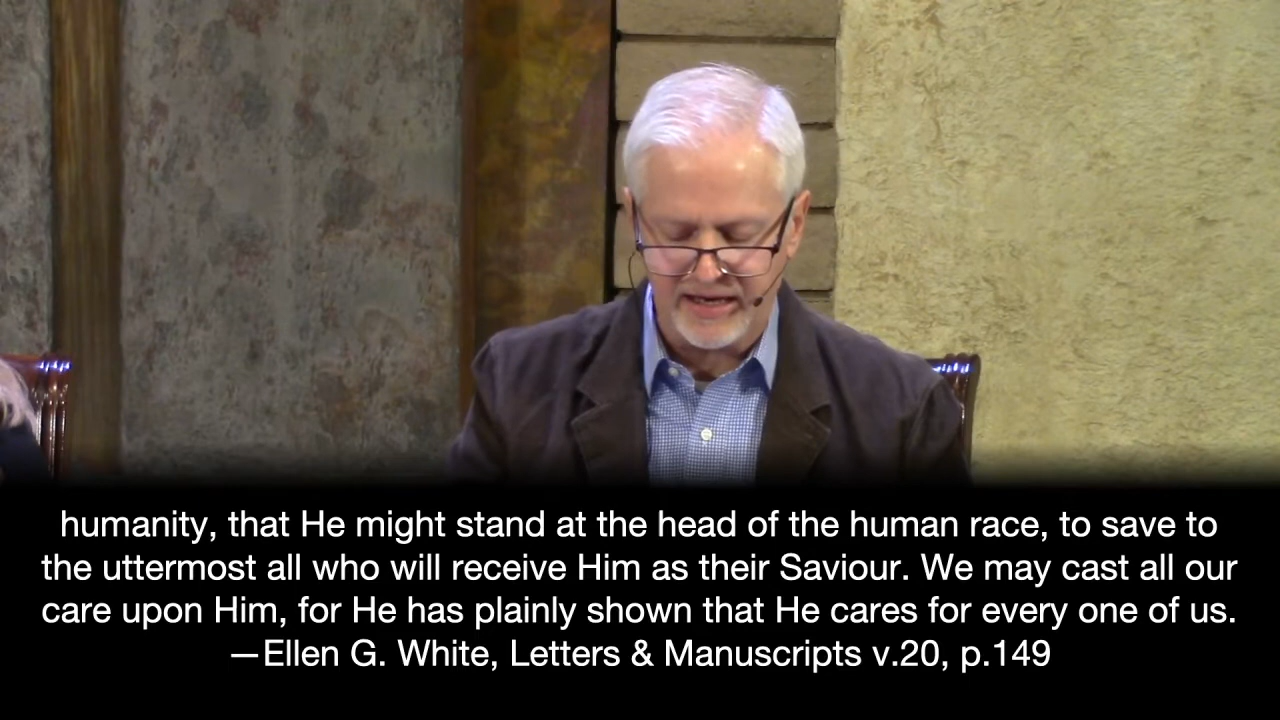 humanity, that He might stand at the head of the human race, to save to
the uttermost all who will receive Him as their Saviour. We may cast all our
care upon Him, for He has plainly shown that He cares for every one of us.
—Ellen G. White, Letters & Manuscripts v.20, p.149